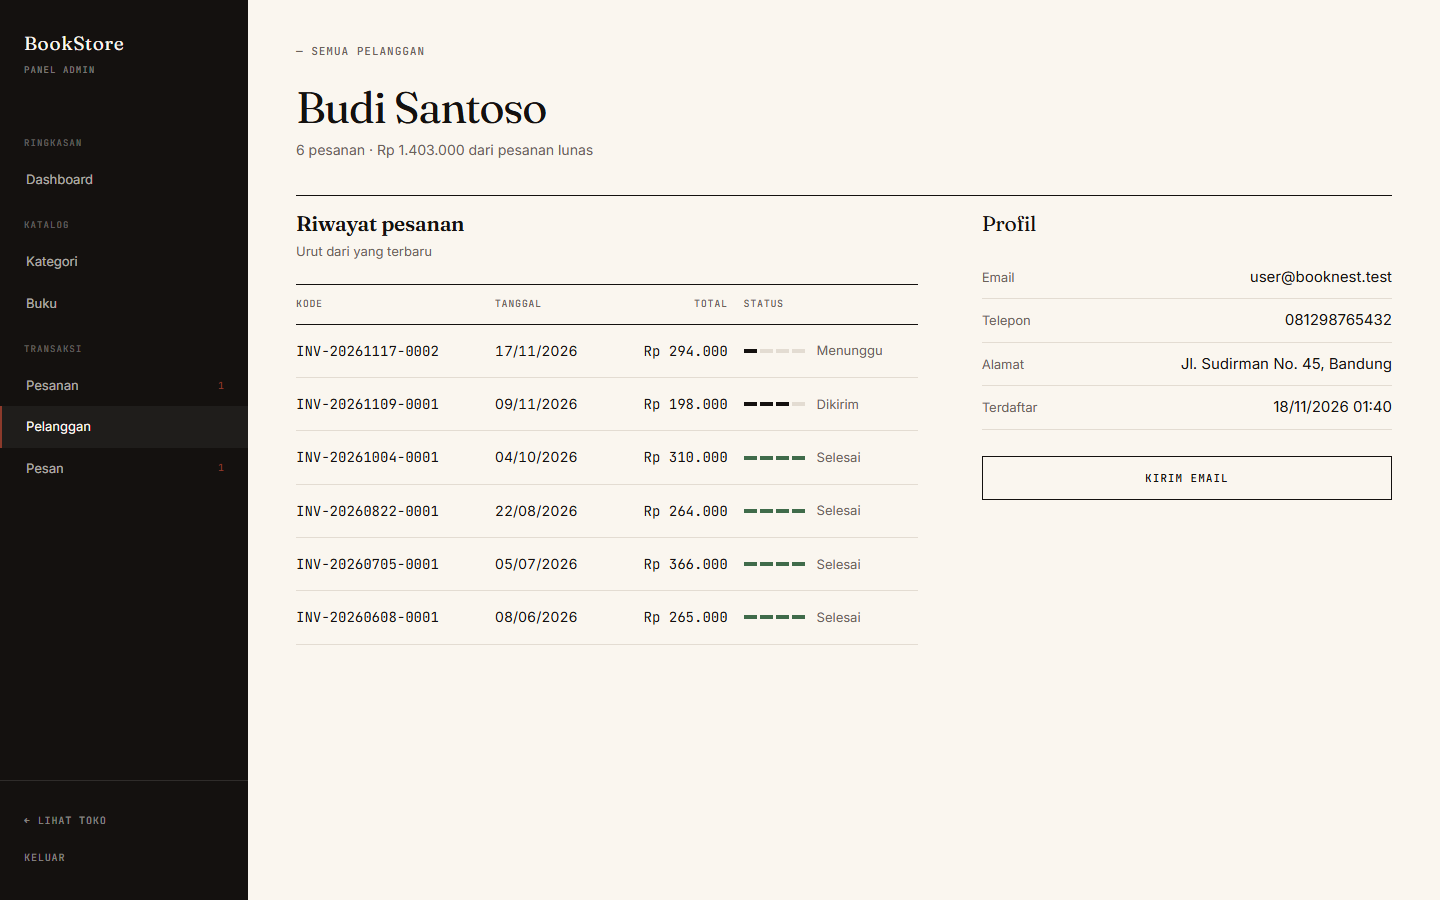 BookStore
PANEL ADMIN
RINGKASAN
Dashboard
KATALOG
Kategori
Buku
TRANSAKSI
Pesanan 1
Pelanggan
Pesan 1
← LIHAT TOKO
KELUAR
— SEMUA PELANGGAN
Budi Santoso
6 pesanan · Rp 1.403.000 dari pesanan lunas
Riwayat pesanan
Urut dari yang terbaru
KODE TANGGAL TOTAL STATUS
INV-20261117-0002 17/11/2026 Rp 294.000 Menunggu
INV-20261109-0001 09/11/2026 Rp 198.000 Dikirim
INV-20261004-0001 04/10/2026 Rp 310.000 Selesai
INV-20260822-0001 22/08/2026 Rp 264.000 Selesai
INV-20260705-0001 05/07/2026 Rp 366.000 Selesai
INV-20260608-0001 08/06/2026 Rp 265.000 Selesai
Profil
Email user@booknest.test
Telepon 081298765432
Alamat Jl. Sudirman No. 45, Bandung
Terdaftar 18/11/2026 01:40
KIRIM EMAIL